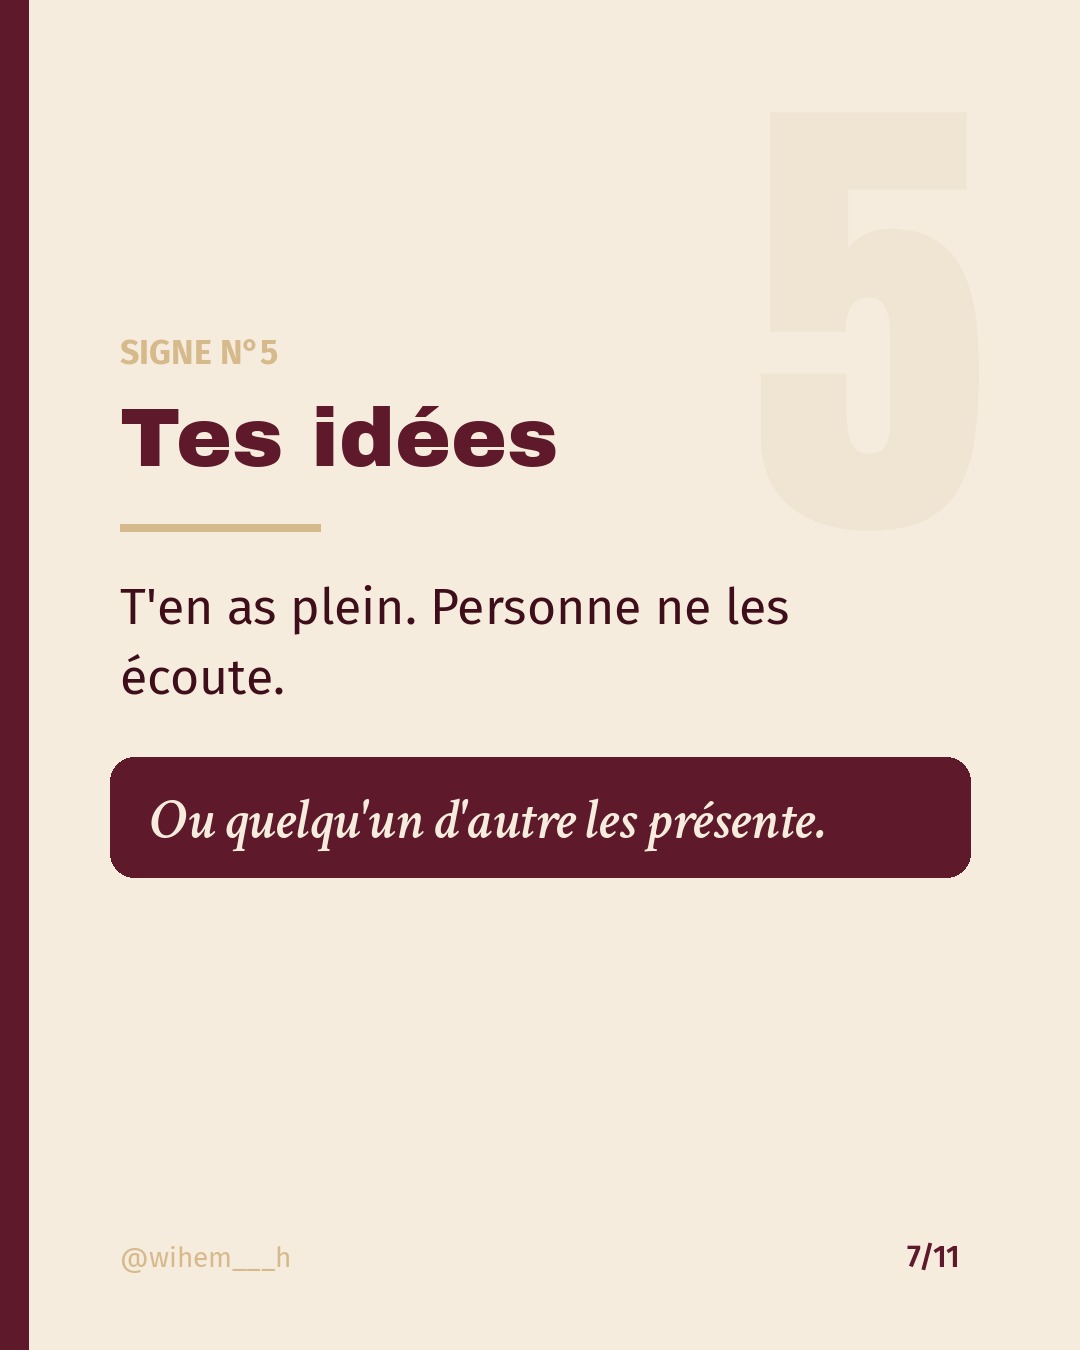 5
SIGNE N°5
Tes idées
T'en as plein. Personne ne les
écoute.
Ou quelqu'un d'autre les présente.
@wihem___h
7/11